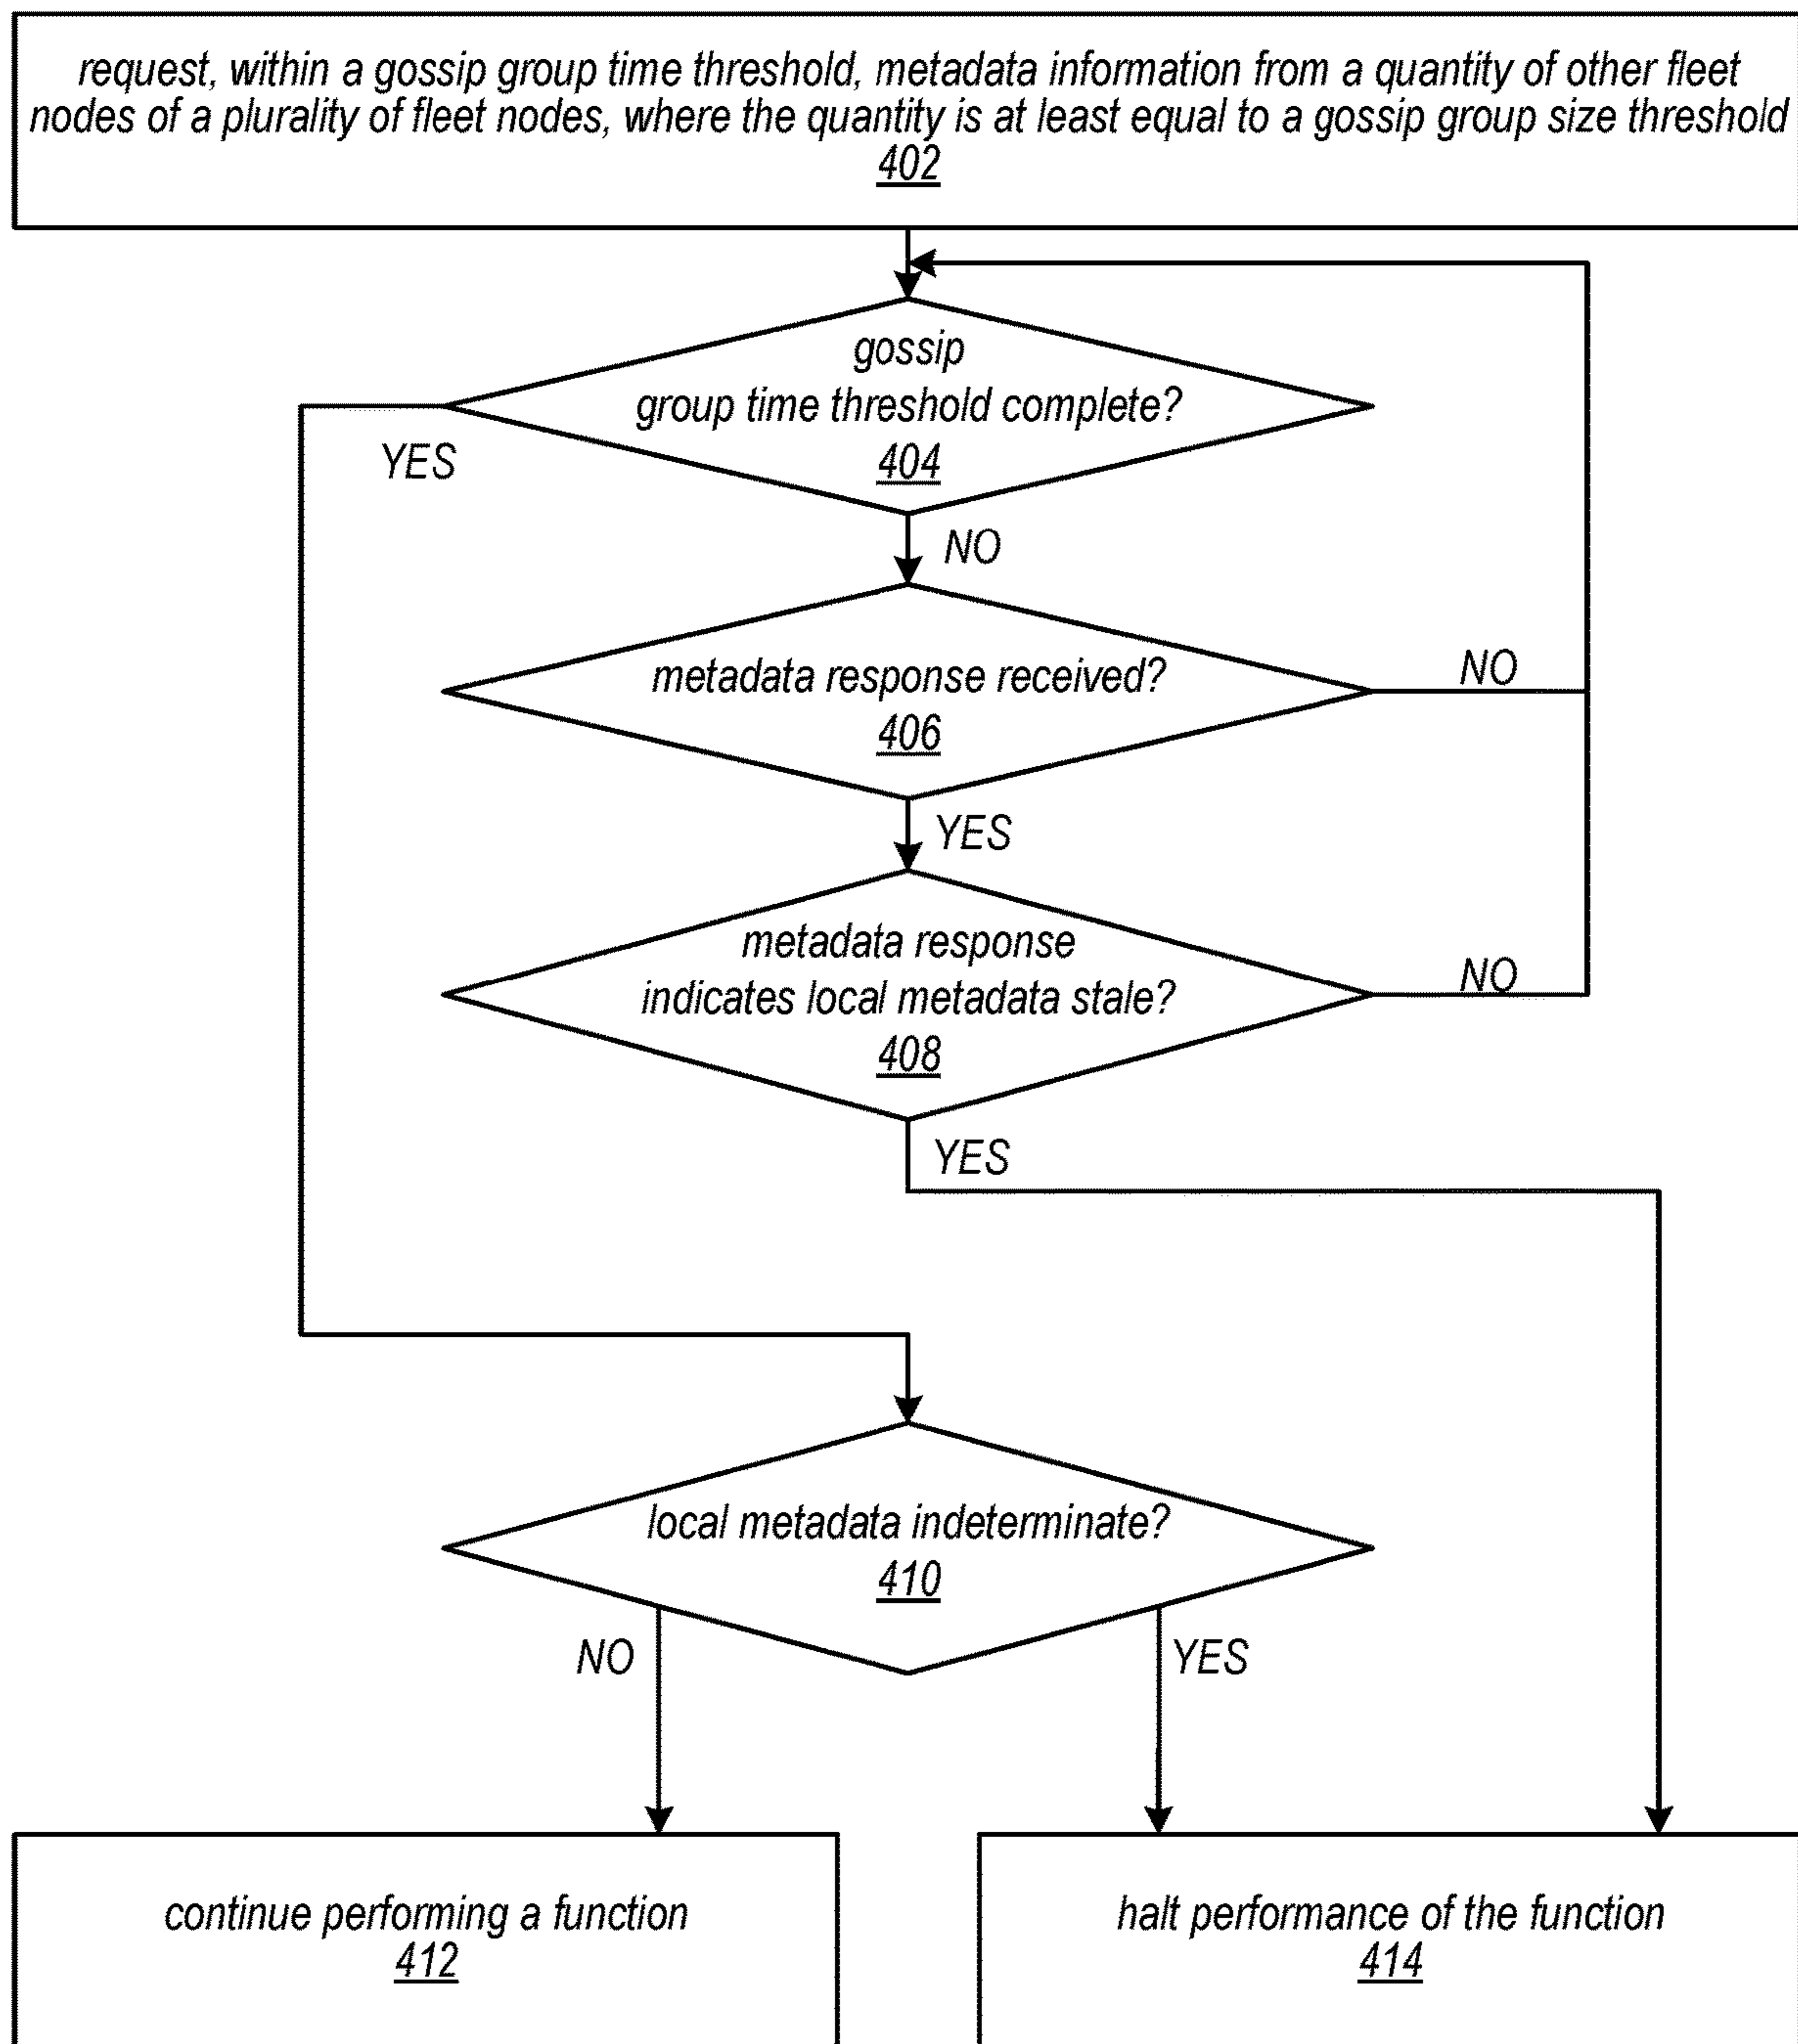 request, within a gossip group time threshold, metadata information from a quantity of other fleet
nodes of a plurality of fleet nodes, where the quantity is at least equal to a gossip group size threshold
402
gossip
group time threshold complete?
404
YES
NO
metadata response received?
406
NO
YES
metadata response
indicates local metadata stale?
408
NO
YES
local metadata indeterminate?
410
NO
YES
continue performing a function
412
halt performance of the function
414